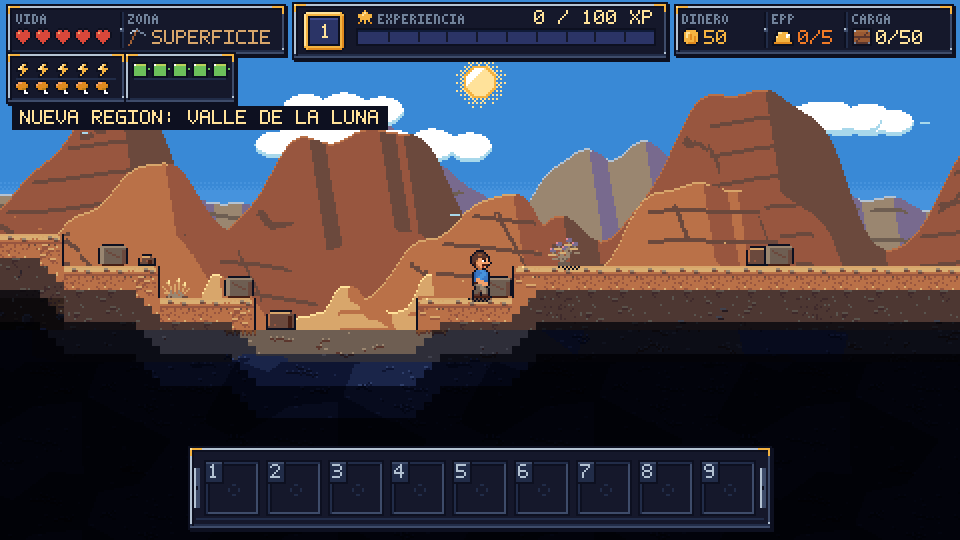 VIDA
ZONA
SUPERFICIE
1
EXPERIENCIA
0 / 100 XP
DINERO
50
EPP
0/5
CARGA
0/50
NUEVA REGION: VALLE DE LA LUNA
1 2 3 4 5 6 7 8 9